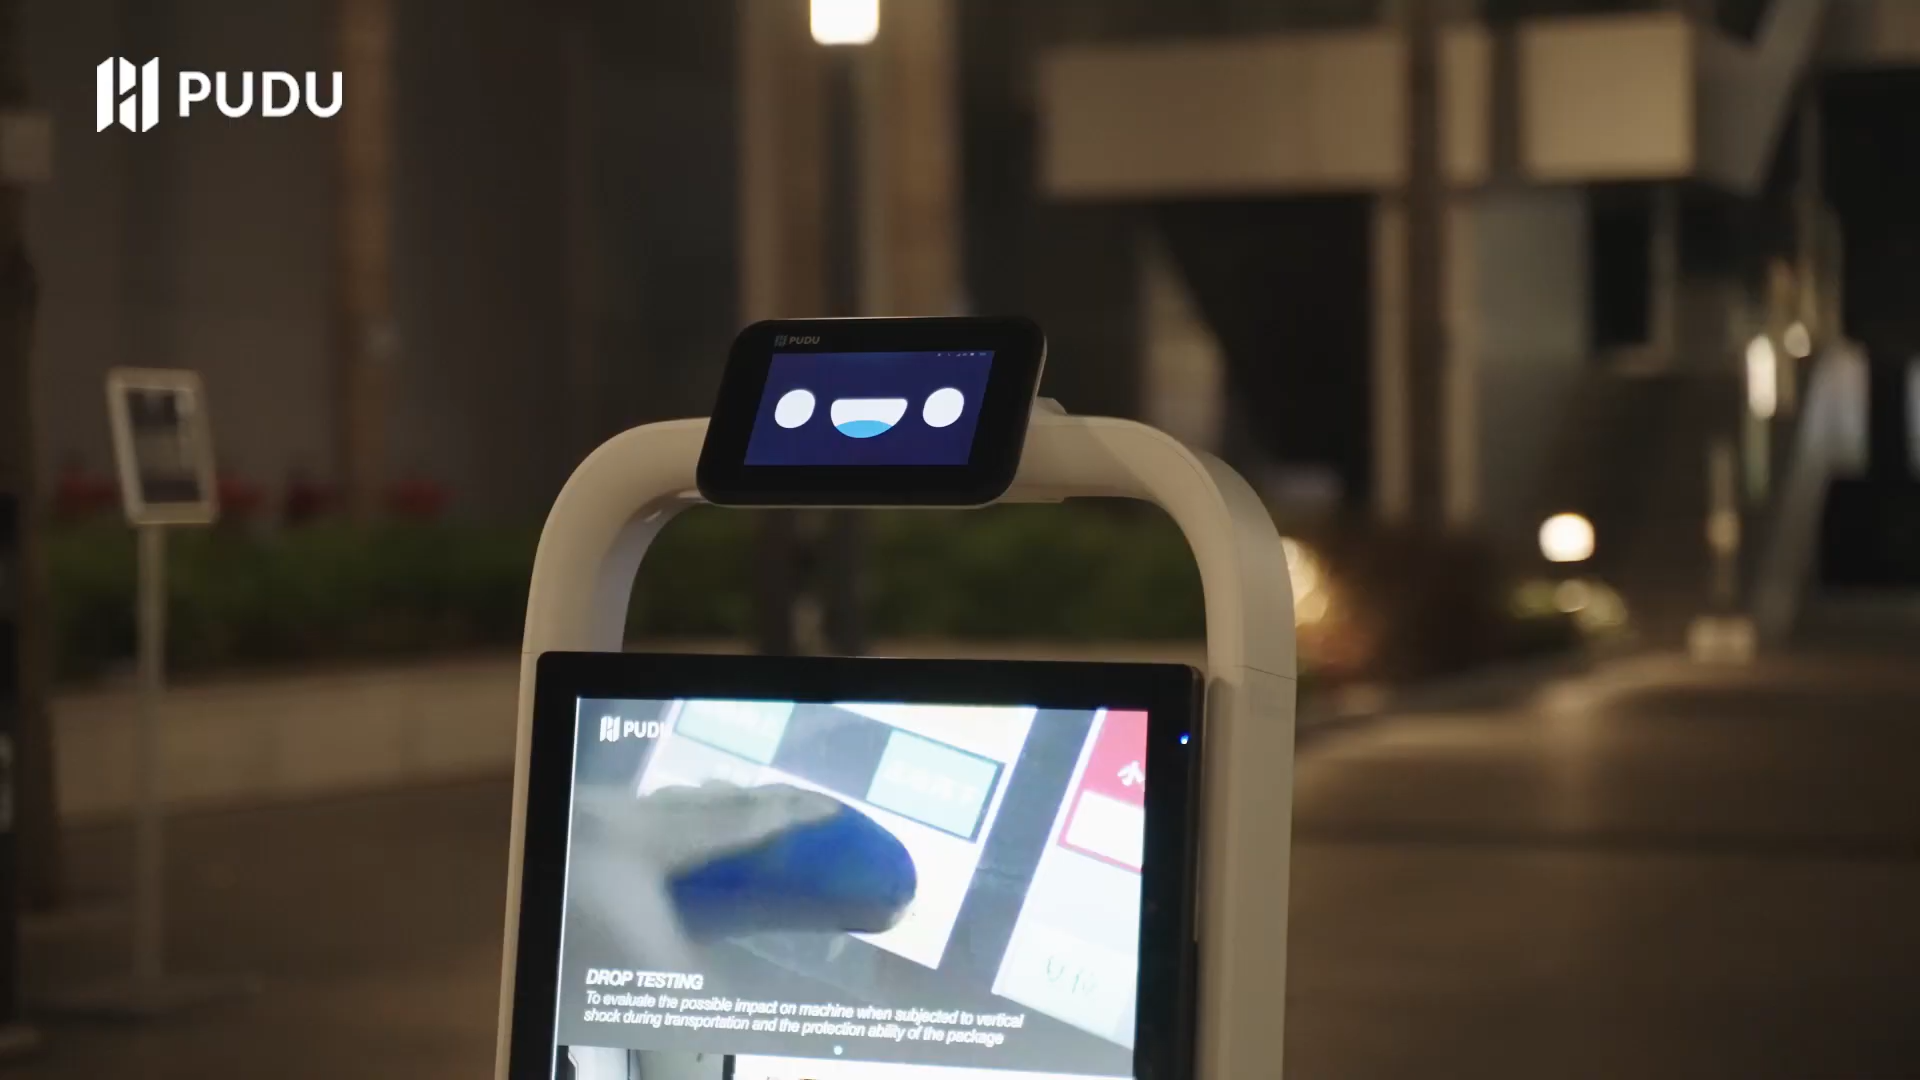 PUDU
PUDU
PUDU
小
DROP TESTING
To evaluate the possible impact on machine when subjected to vertical
shock during transportation and the protection ability of the package